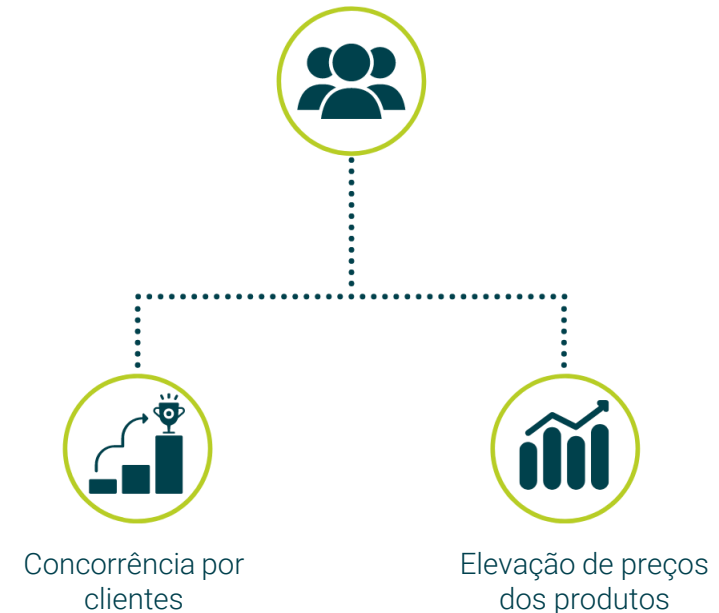 Concorrência por
clientes
Elevação de preços
dos produtos